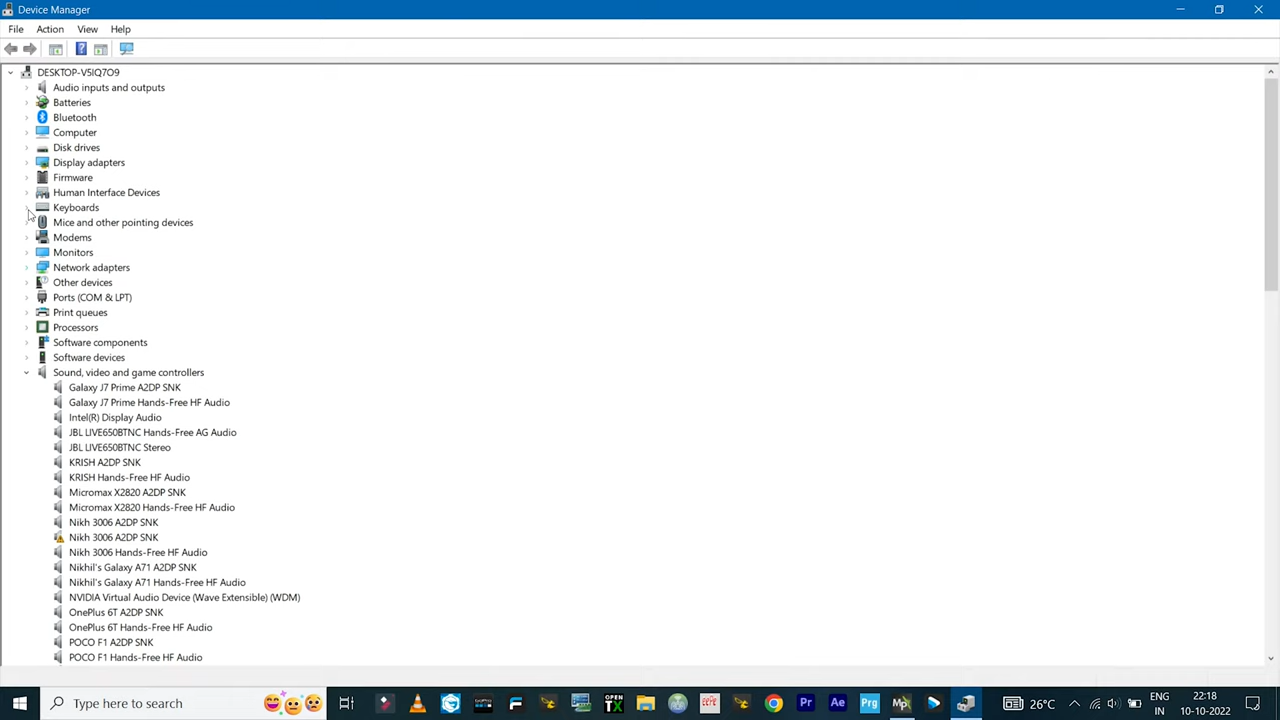 Device Manager
File Action View Help
DESKTOP-V5IQ7O9
Audio inputs and outputs
Batteries
Bluetooth
Computer
Disk drives
Display adapters
Firmware
Human Interface Devices
Keyboards
Mice and other pointing devices
Modems
Monitors
Network adapters
Other devices
Ports (COM & LPT)
Print queues
Processors
Software components
Software devices
Sound, video and game controllers
Galaxy J7 Prime A2DP SNK
Galaxy J7 Prime Hands-Free HF Audio
Intel(R) Display Audio
JBL LIVE650BTNC Hands-Free AG Audio
JBL LIVE650BTNC Stereo
KRISH A2DP SNK
KRISH Hands-Free HF Audio
Micromax X2820 A2DP SNK
Micromax X2820 Hands-Free HF Audio
Nikh 3006 A2DP SNK
Nikh 3006 A2DP SNK
Nikh 3006 Hands-Free HF Audio
Nikhil's Galaxy A71 A2DP SNK
Nikhil's Galaxy A71 Hands-Free HF Audio
NVIDIA Virtual Audio Device (Wave Extensible) (WDM)
OnePlus 6T A2DP SNK
OnePlus 6T Hands-Free HF Audio
POCO F1 A2DP SNK
POCO F1 Hands-Free HF Audio
Type here to search
OPEN
TX
Pr
Ae
Prg
Mp
26°C
ENG
IN
22:18
10-10-2022